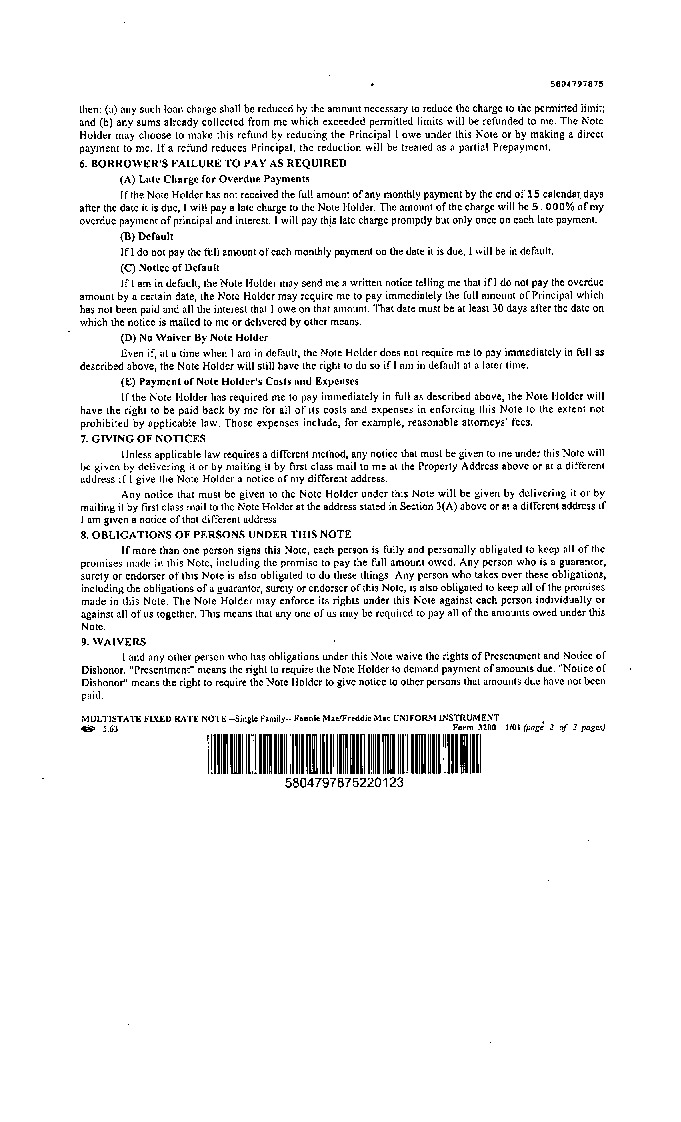 5804797875
then: (a) any such loan charge shall be reduced by the amount necessary to reduce the charge to the permitted limit;
and (b) any sums already collected from me which exceeded permitted limits will be refunded to me. The Note
Holder may choose to make this refund by reducing the Principal I owe under this Note or by making a direct
payment to me. If a refund reduces Principal, the reduction will be treated as a partial Prepayment.
6. BORROWER'S FAILURE TO PAY AS REQUIRED
(A) Late Charge for Overdue Payments
If the Note Holder has not received the full amount of any monthly payment by the end of 15 calendar days
after the date it is due, I will pay a late charge to the Note Holder. The amount of the charge will be 5.000% of my
overdue payment of principal and interest. I will pay this late charge promptly but only once on each late payment.
(B) Default
If I do not pay the full amount of each monthly payment on the date it is due, I will be in default.
(C) Notice of Default
If I am in default, the Note Holder may send me a written notice telling me that if I do not pay the overdue
amount by a certain date, the Note Holder may require me to pay immediately the full amount of Principal which
has not been paid and all the interest that I owe on that amount. That date must be at least 30 days after the date on
which the notice is mailed to me or delivered by other means.
(D) No Waiver By Note Holder
Even if, at a time when I am in default, the Note Holder does not require me to pay immediately in full as
described above, the Note Holder will still have the right to do so if I am in default at a later time.
(E) Payment of Note Holder's Costs and Expenses
If the Note Holder has required me to pay immediately in full as described above, the Note Holder will
have the right to be paid back by me for all of its costs and expenses in enforcing this Note to the extent not
prohibited by applicable law. Those expenses include, for example, reasonable attorneys' fees.
7. GIVING OF NOTICES
Unless applicable law requires a different method, any notice that must be given to me under this Note will
be given by delivering it or by mailing it by first class mail to me at the Property Address above or at a different
address if I give the Note Holder a notice of my different address.
Any notice that must be given to the Note Holder under this Note will be given by delivering it or by
mailing it by first class mail to the Note Holder at the address stated in Section 3(A) above or at a different address if
I am given a notice of that different address
8. OBLIGATIONS OF PERSONS UNDER THIS NOTE
If more than one person signs this Note, each person is fully and personally obligated to keep all of the
promises made in this Note, including the promise to pay the full amount owed. Any person who is a guarantor,
surety or endorser of this Note is also obligated to do these things. Any person who takes over these obligations,
including the obligations of a guarantor, surety or endorser of this Note, is also obligated to keep all of the promises
made in this Note. The Note Holder may enforce its rights under this Note against each person individually or
against all of us together. This means that any one of us may be required to pay all of the amounts owed under this
Note.
9. WAIVERS
I and any other person who has obligations under this Note waive the rights of Presentment and Notice of
Dishonor. "Presentment" means the right to require the Note Holder to demand payment of amounts due. "Notice of
Dishonor" means the right to require the Note Holder to give notice to other persons that amounts due have not been
paid.
MULTISTATE FIXED RATE NOTE --Single Family-- Fannie Mae/Freddie Mac UNIFORM INSTRUMENT
5.63 Form 3200 1/01 (page 2 of 3 pages)
5804797875220123